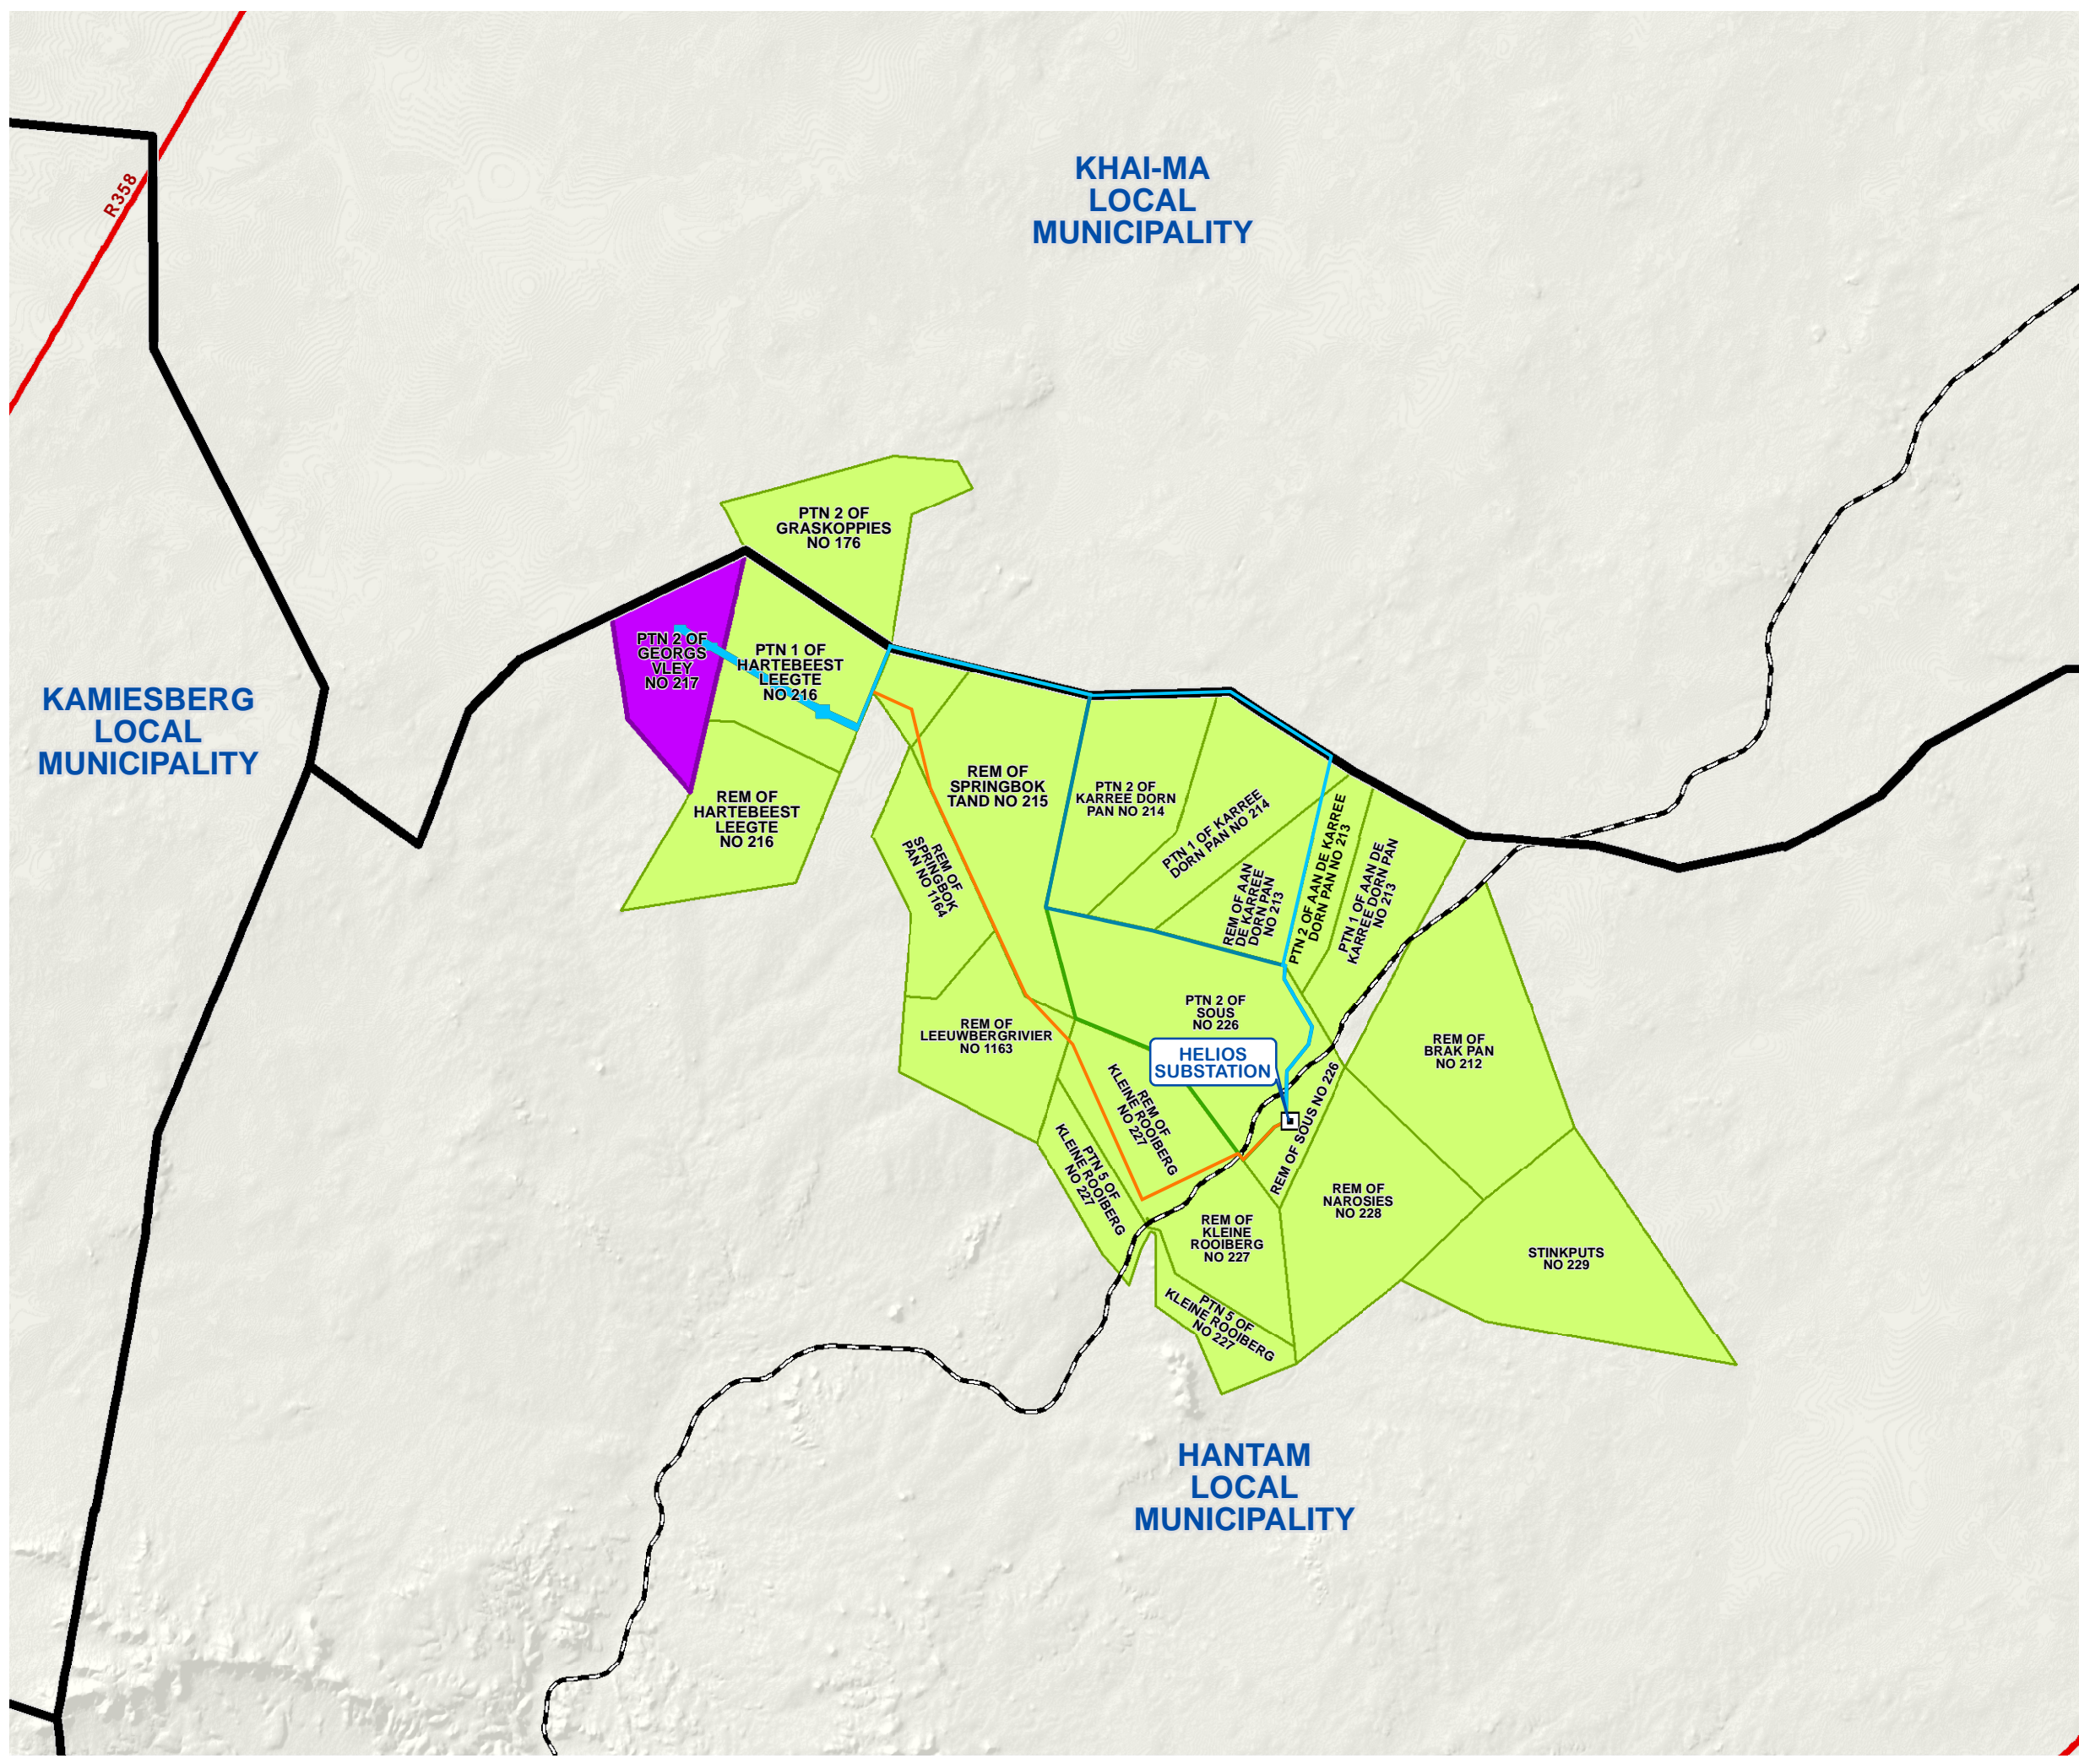 R358
KHAI-MA
LOCAL
MUNICIPALITY
PTN 2 OF
GRASKOPPIES
NO 176
PTN 2 OF
GEORGS
VLEY
NO 217
PTN 1 OF
HARTEBEEST
LEEGTE
NO 216
KAMIESBERG
LOCAL
MUNICIPALITY
REM OF
HARTEBEEST
LEEGTE
NO 216
REM OF
SPRINGBOK
TAND NO 215
PTN 2 OF
KARREE DORN
PAN NO 214
PTN 1 OF KARREE
DORN PAN NO 214
REM OF AAN
DE KARREE
DORN PAN
NO 213
PTN 2 OF AAN DE KARREE
DORN PAN NO 213
PTN 1 OF AAN DE
KARREE DORN PAN
NO 213
REM OF
SPRINGBOK
PAN NO 1164
REM OF
LEEUWBERGRIVIER
NO 1163
PTN 2 OF
SOUS
NO 226
HELIOS
SUBSTATION
REM OF
BRAK PAN
NO 212
REM OF SOUS NO 226
REM OF
KLEINE ROOIBERG
NO 227
PTN 5 OF
KLEINE ROOIBERG
NO 227
REM OF
NAROSIES
NO 228
REM OF
KLEINE
ROOIBERG
NO 227
STINKPUTS
NO 229
PTN 5 OF
KLEINE ROOIBERG
NO 227
HANTAM
LOCAL
MUNICIPALITY